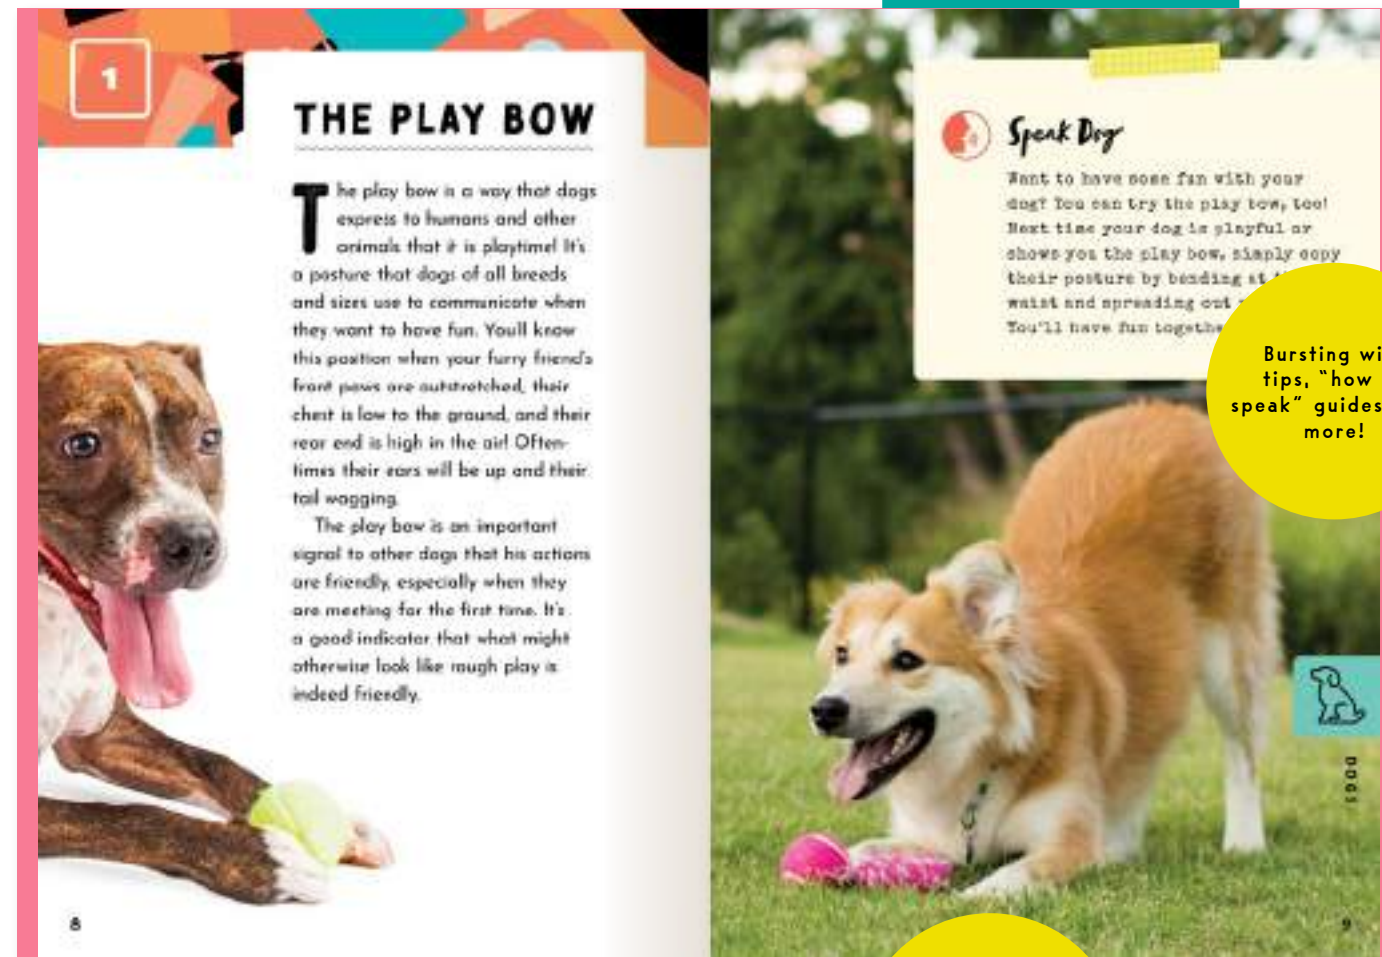 1
THE PLAY BOW
The play bow is a way that dogs
express to humans and other
animals that it is playtime! It's
a posture that dogs of all breeds
and sizes use to communicate when
they want to have fun. You'll know
this position when your furry friend's
front paws are outstretched, their
chest is low to the ground, and their
rear end is high in the air! Often-
times their ears will be up and their
tail wagging.
The play bow is an important
signal to other dogs that his actions
are friendly, especially when they
are meeting for the first time. It's
a good indicator that what might
otherwise look like rough play is
indeed friendly.
8
Speak Dog
Want to have some fun with your
dog? You can try the play bow, too!
Next time your dog is playful or
shows you the play bow, simply copy
their posture by bending at
waist and spreading out
You'll have fun togethe
Bursting wi
tips, "how
speak" guides
more!
DOGS
9